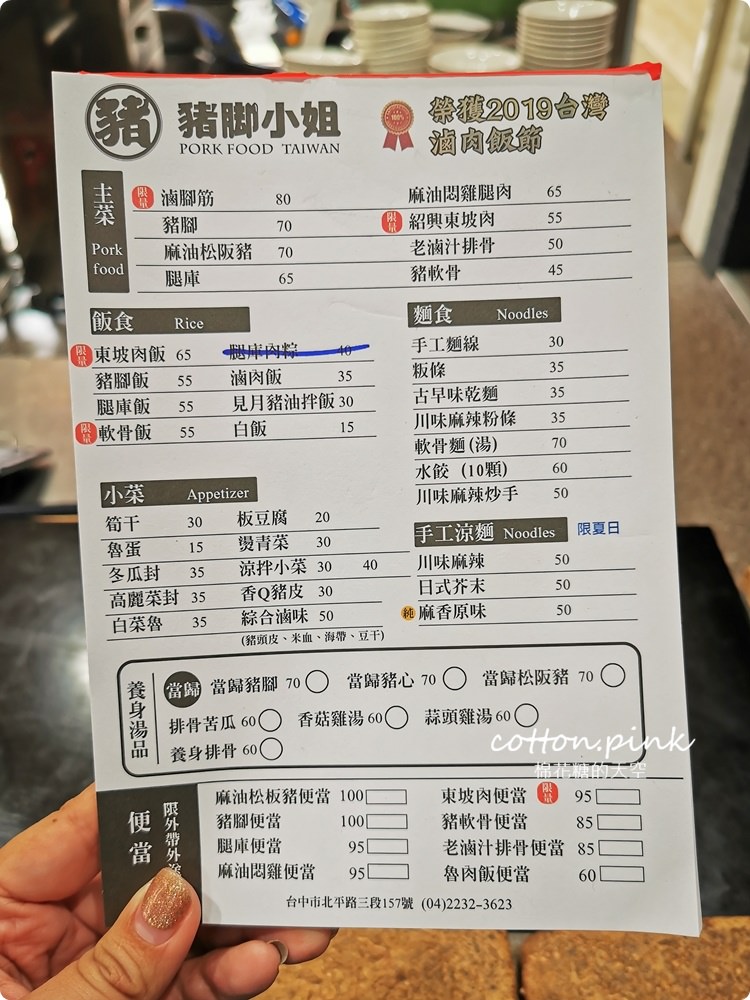 豬 豬脚小姐 100% 榮獲2019台灣
PORK FOOD TAIWAN 滷肉飯節
主菜 Pork food
限量 滷腳筋 80
豬腳 70
麻油松阪豬 70
腿庫 65
麻油悶雞腿肉 65
限量 紹興東坡肉 55
老滷汁排骨 50
豬軟骨 45
飯食 Rice
限量 東坡肉飯 65
豬腳飯 55
腿庫飯 55
限量 軟骨飯 55
腿庫肉粽 40
滷肉飯 35
見月豬油拌飯 30
白飯 15
麵食 Noodles
手工麵線 30
粄條 35
古早味乾麵 35
川味麻辣粉條 35
軟骨麵(湯) 70
水餃 (10顆) 60
川味麻辣炒手 50
小菜 Appetizer
筍干 30
魯蛋 15
冬瓜封 35
高麗菜封 35
白菜魯 35
板豆腐 20
燙青菜 30
涼拌小菜 30 40
香Q豬皮 30
綜合滷味 50
(豬頭皮、米血、海帶、豆干)
手工涼麵 Noodles 限夏日
川味麻辣 50
日式芥末 50
純 麻香原味 50
養身湯品
當歸 當歸豬腳 70 當歸豬心 70 當歸松阪豬 70
排骨苦瓜 60 香菇雞湯 60 蒜頭雞湯 60
養身排骨 60
cotton.pink
棉花糖的天空
便當 限外帶外
麻油松板豬便當 100
豬腳便當 100
腿庫便當 95
麻油悶雞便當 95
東坡肉便當 限量 95
豬軟骨便當 85
老滷汁排骨便當 85
魯肉飯便當 60
台中市北平路三段157號 (04)2232-3623